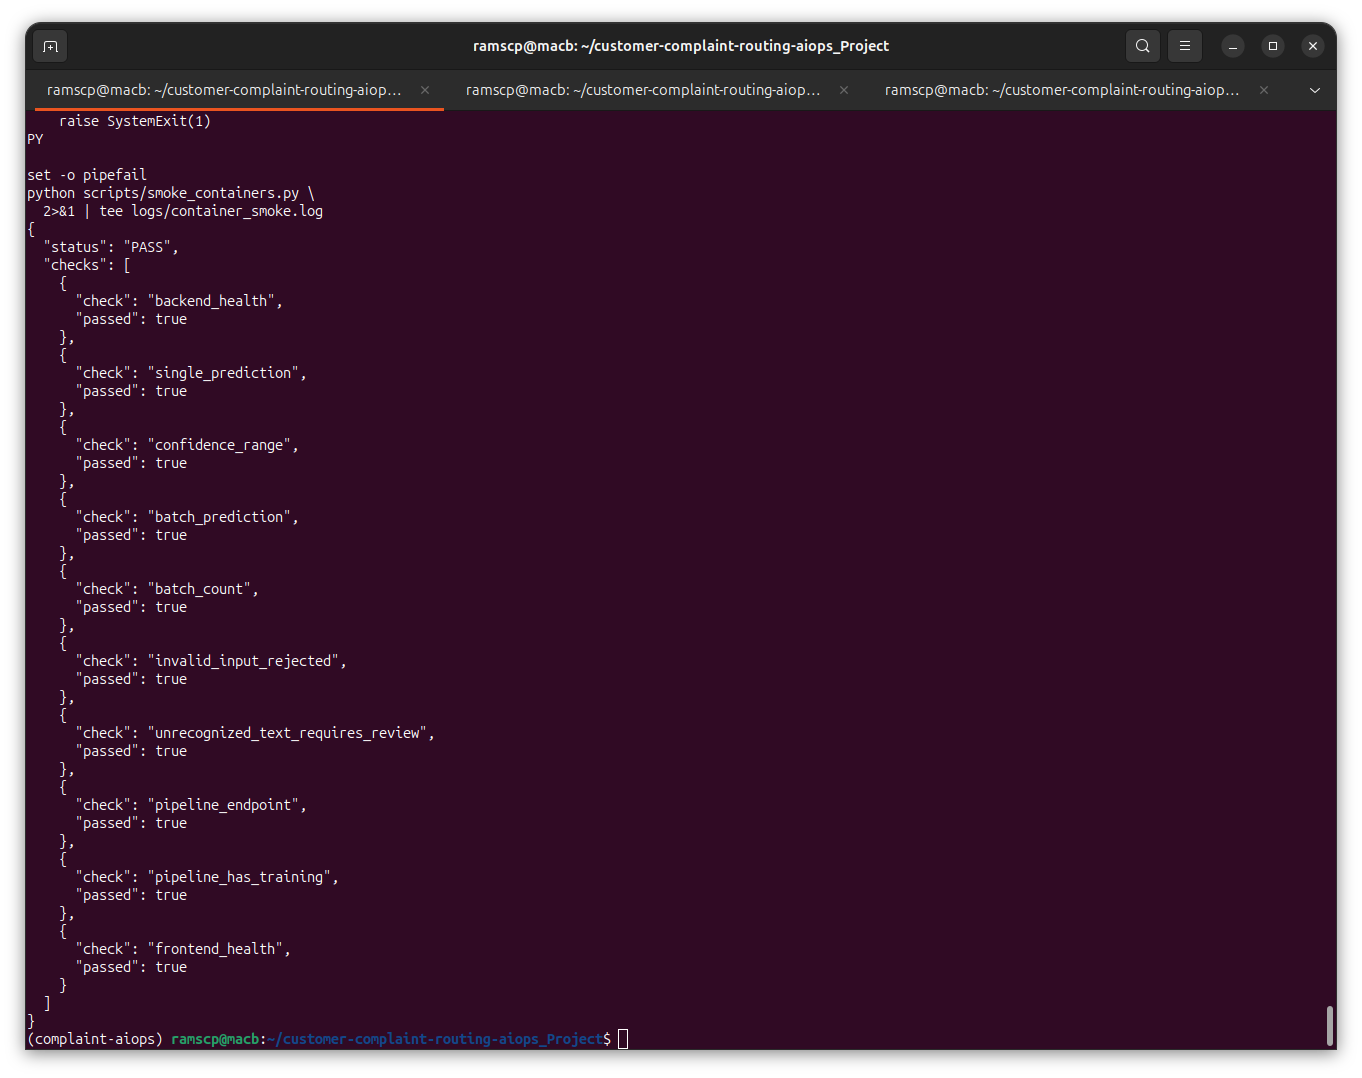 ramscp@macb: ~/customer-complaint-routing-aiops_Project
ramscp@macb: ~/customer-complaint-routing-aiop...
ramscp@macb: ~/customer-complaint-routing-aiop...
ramscp@macb: ~/customer-complaint-routing-aiop...
    raise SystemExit(1)
PY

set -o pipefail
python scripts/smoke_containers.py \
  2>&1 | tee logs/container_smoke.log
{
  "status": "PASS",
  "checks": [
    {
      "check": "backend_health",
      "passed": true
    },
    {
      "check": "single_prediction",
      "passed": true
    },
    {
      "check": "confidence_range",
      "passed": true
    },
    {
      "check": "batch_prediction",
      "passed": true
    },
    {
      "check": "batch_count",
      "passed": true
    },
    {
      "check": "invalid_input_rejected",
      "passed": true
    },
    {
      "check": "unrecognized_text_requires_review",
      "passed": true
    },
    {
      "check": "pipeline_endpoint",
      "passed": true
    },
    {
      "check": "pipeline_has_training",
      "passed": true
    },
    {
      "check": "frontend_health",
      "passed": true
    }
  ]
}
(complaint-aiops) ramscp@macb:~/customer-complaint-routing-aiops_Project$